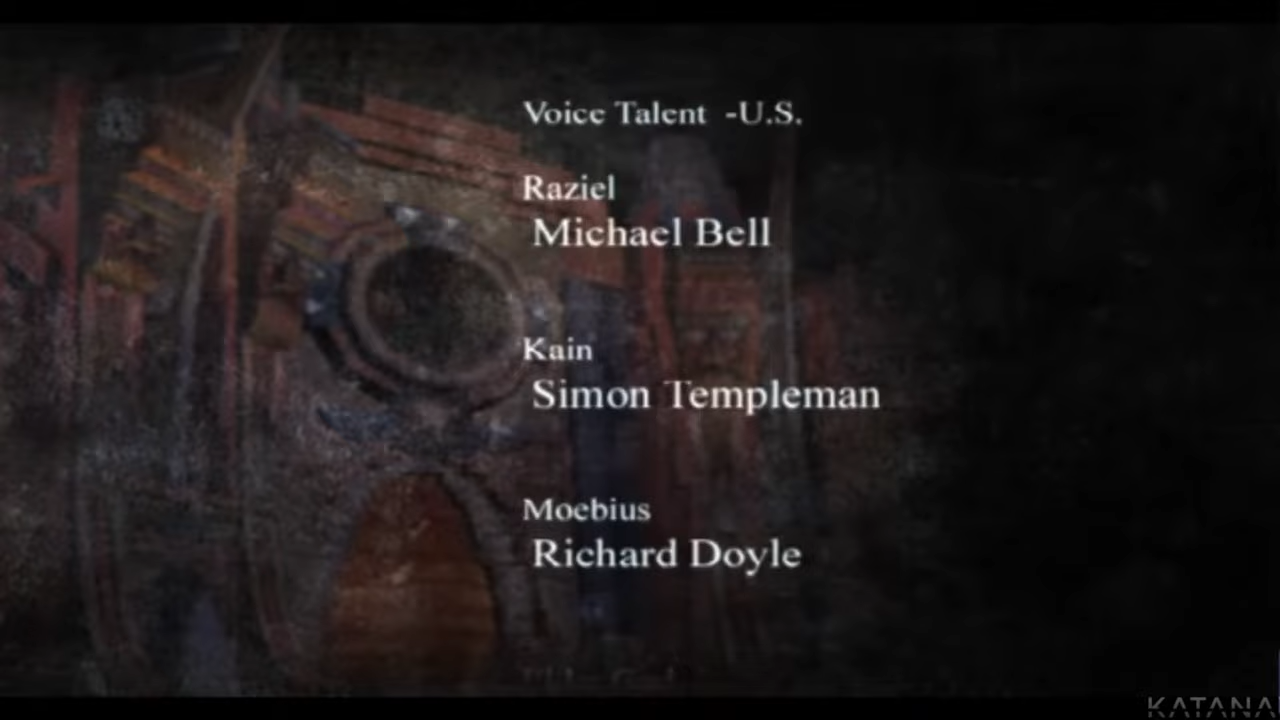 Voice Talent -U.S.
Raziel
Michael Bell
Kain
Simon Templeman
Moebius
Richard Doyle
KATANA